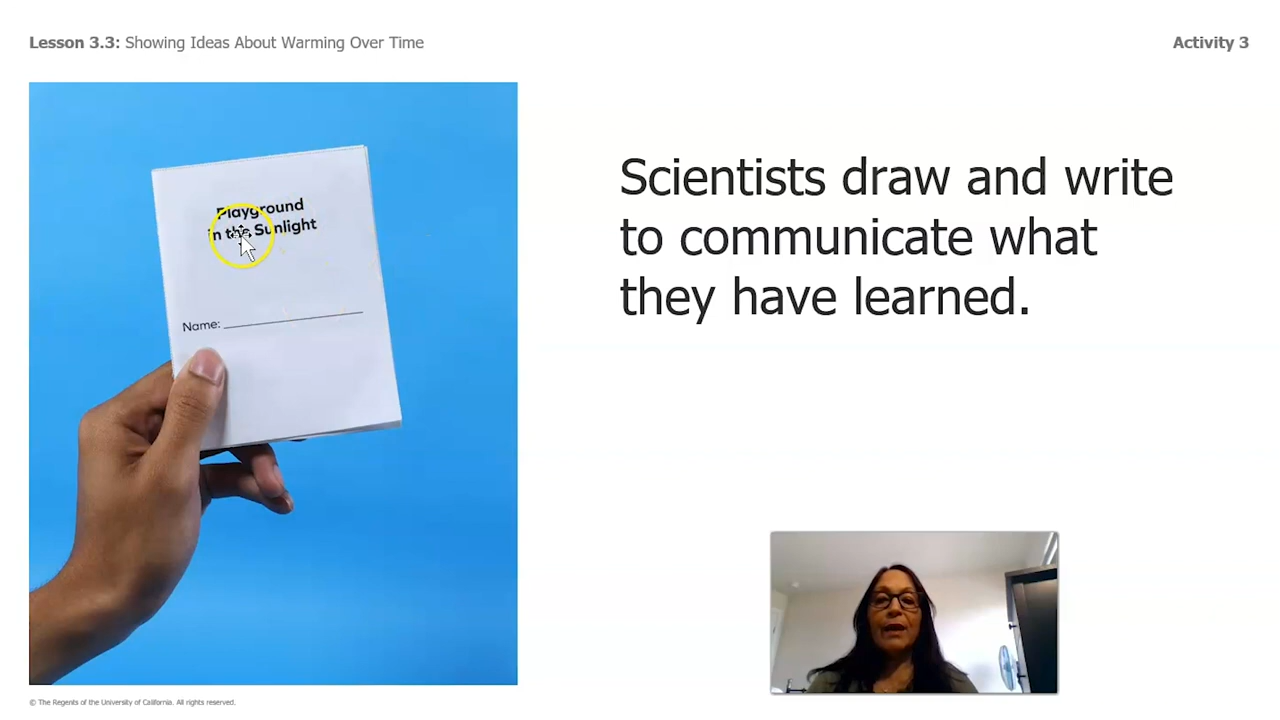 Lesson 3.3: Showing Ideas About Warming Over Time
Activity 3
Playground
in the Sunlight
Name:
Scientists draw and write
to communicate what
they have learned.
© The Regents of the University of California. All rights reserved.